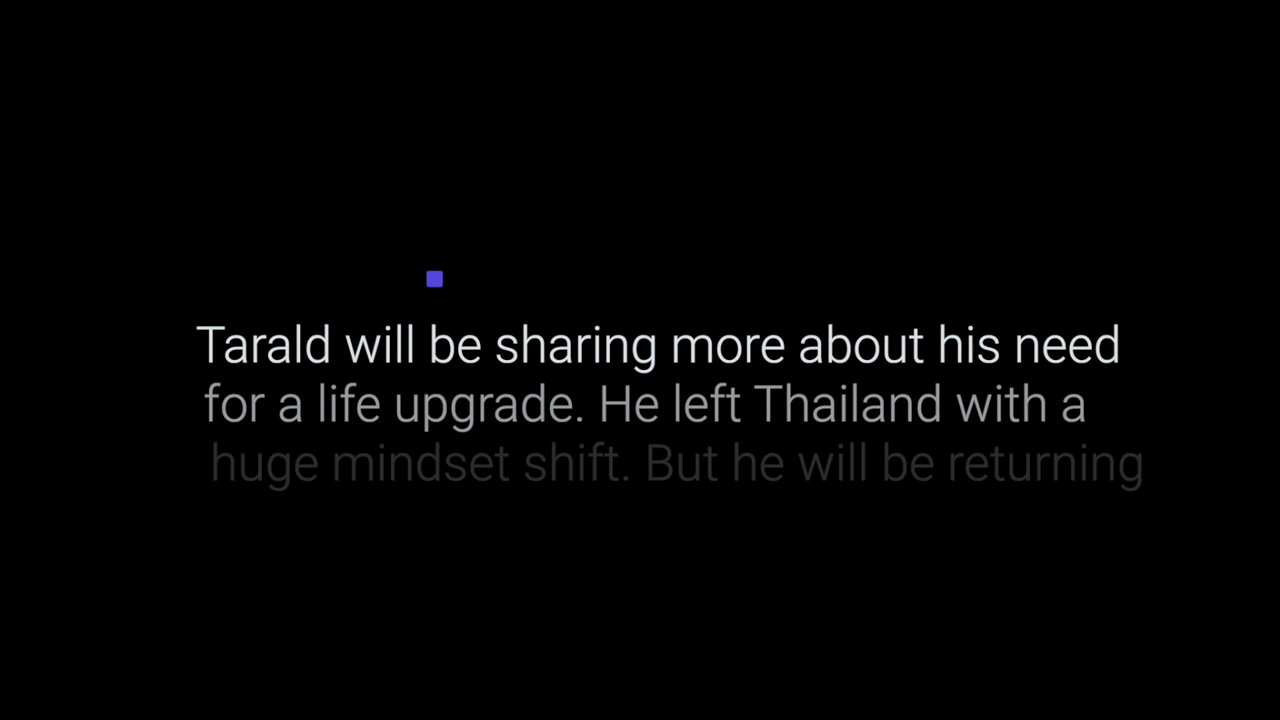 Tarald will be sharing more about his need
for a life upgrade. He left Thailand with a
huge mindset shift. But he will be returning